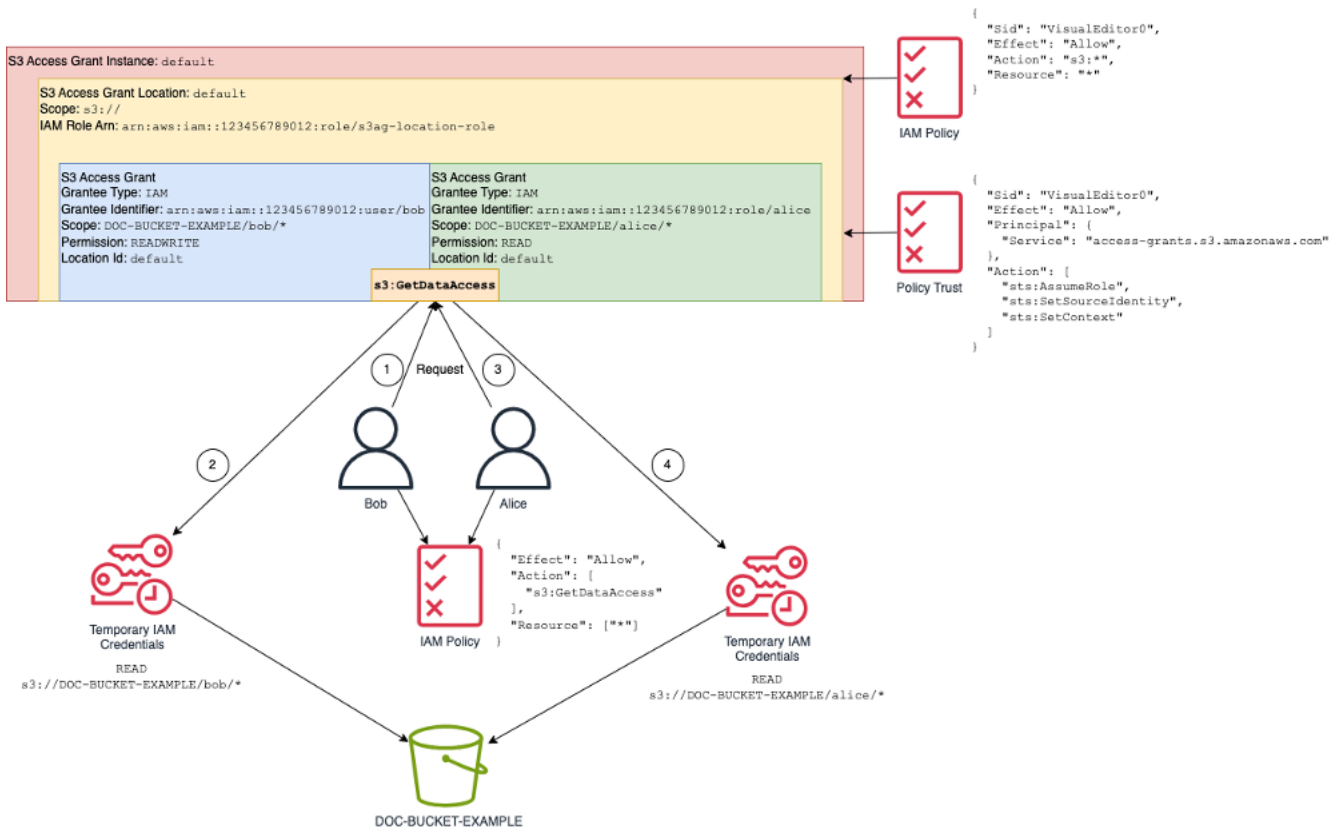 S3 Access Grant Instance: default
S3 Access Grant Location: default
Scope: s3://
IAM Role Arn: arn:aws:iam::123456789012:role/s3ag-location-role
S3 Access Grant
Grantee Type: IAM
Grantee Identifier: arn:aws:iam::123456789012:user/bob
Scope: DOC-BUCKET-EXAMPLE/bob/*
Permission: READWRITE
Location Id: default
S3 Access Grant
Grantee Type: IAM
Grantee Identifier: arn:aws:iam::123456789012:role/alice
Scope: DOC-BUCKET-EXAMPLE/alice/*
Permission: READ
Location Id: default
s3:GetDataAccess
{
"Sid": "VisualEditor0",
"Effect": "Allow",
"Action": "s3:*",
"Resource": "*"
}
IAM Policy
{
"Sid": "VisualEditor0",
"Effect": "Allow",
"Principal": {
"Service": "access-grants.s3.amazonaws.com"
},
"Action": [
"sts:AssumeRole",
"sts:SetSourceIdentity",
"sts:SetContext"
]
}
Policy Trust
1
Request
3
2
4
Bob
Alice
{
"Effect": "Allow",
"Action": [
"s3:GetDataAccess"
],
"Resource": ["*"]
}
IAM Policy
Temporary IAM
Credentials
READ
s3://DOC-BUCKET-EXAMPLE/bob/*
Temporary IAM
Credentials
READ
s3://DOC-BUCKET-EXAMPLE/alice/*
DOC-BUCKET-EXAMPLE